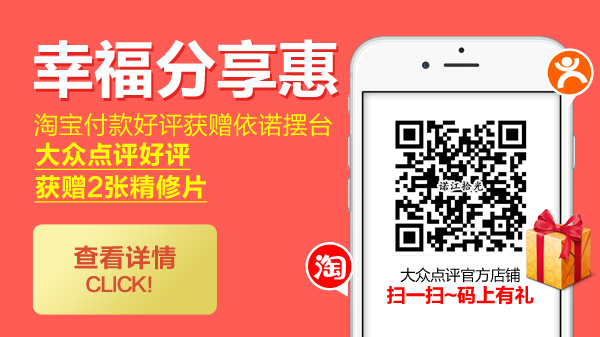 幸福分享惠
淘宝付款好评获赠依诺摆台
大众点评好评
获赠2张精修片
查看详情
CLICK!
诺江拾光
淘
大众点评官方店铺
扫一扫~码上有礼